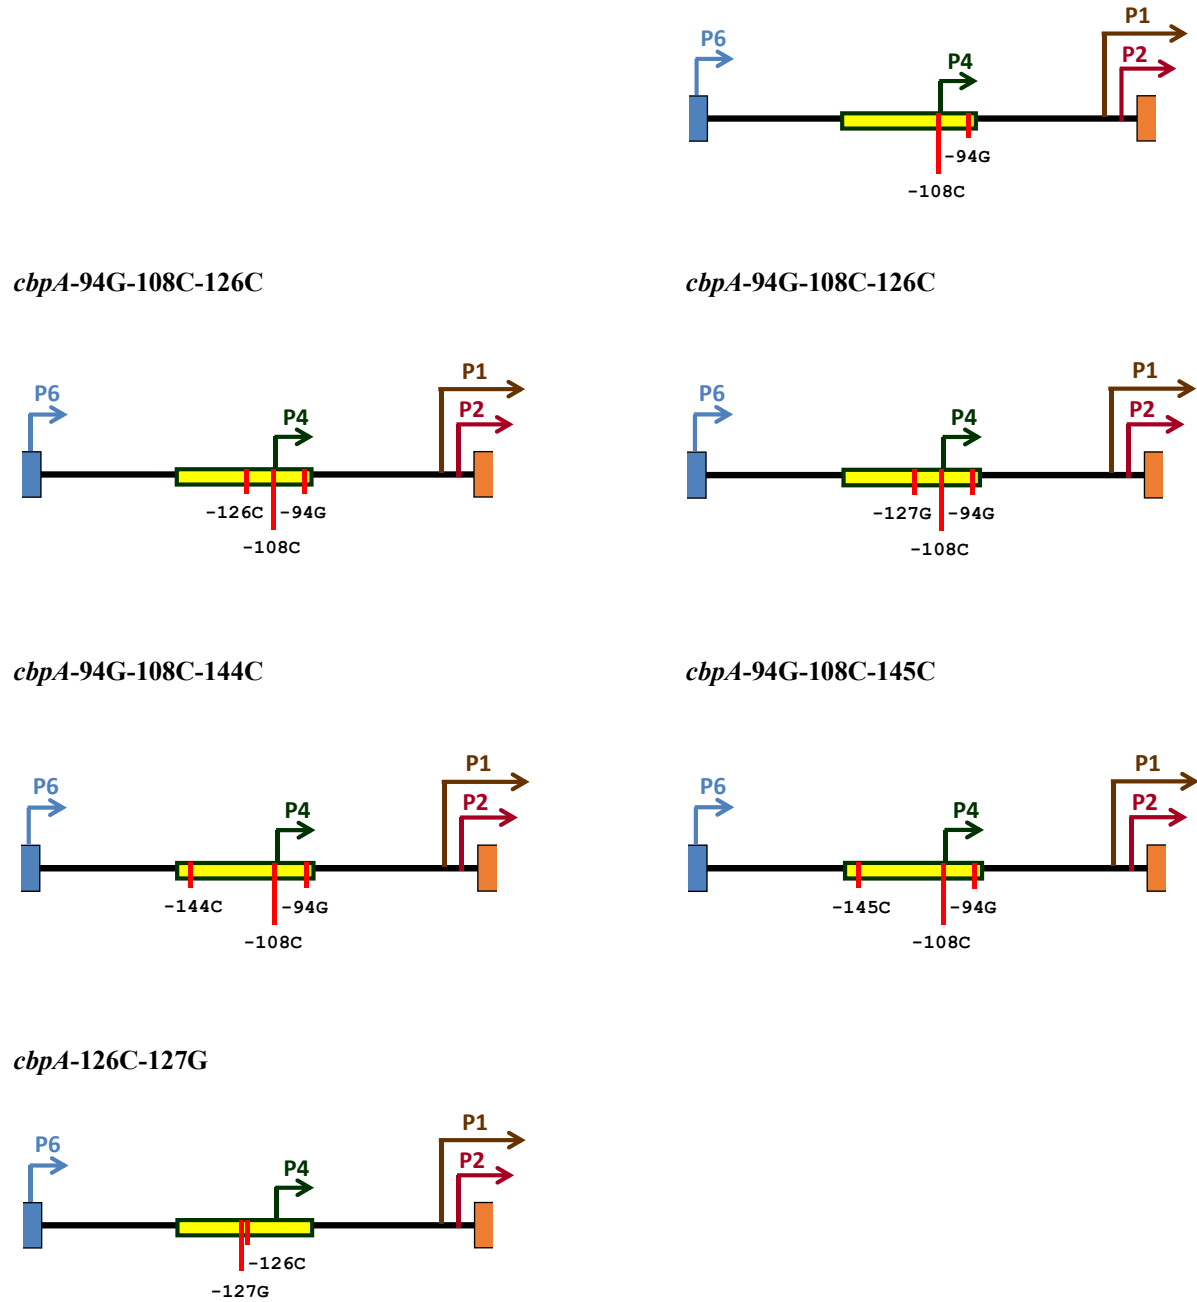 P1
P6
P2
P4
-94G
-108C
cbpA-94G-108C-126C
cbpA-94G-108C-126C
P1
P6
P2
P4
-126C
-94G
-108C
P1
P6
P2
P4
-127G
-94G
-108C
cbpA-94G-108C-144C
cbpA-94G-108C-145C
P1
P6
P2
P4
-144C
-94G
-108C
P1
P6
P2
P4
-145C
-94G
-108C
cbpA-126C-127G
P1
P6
P2
P4
-126C
-127G